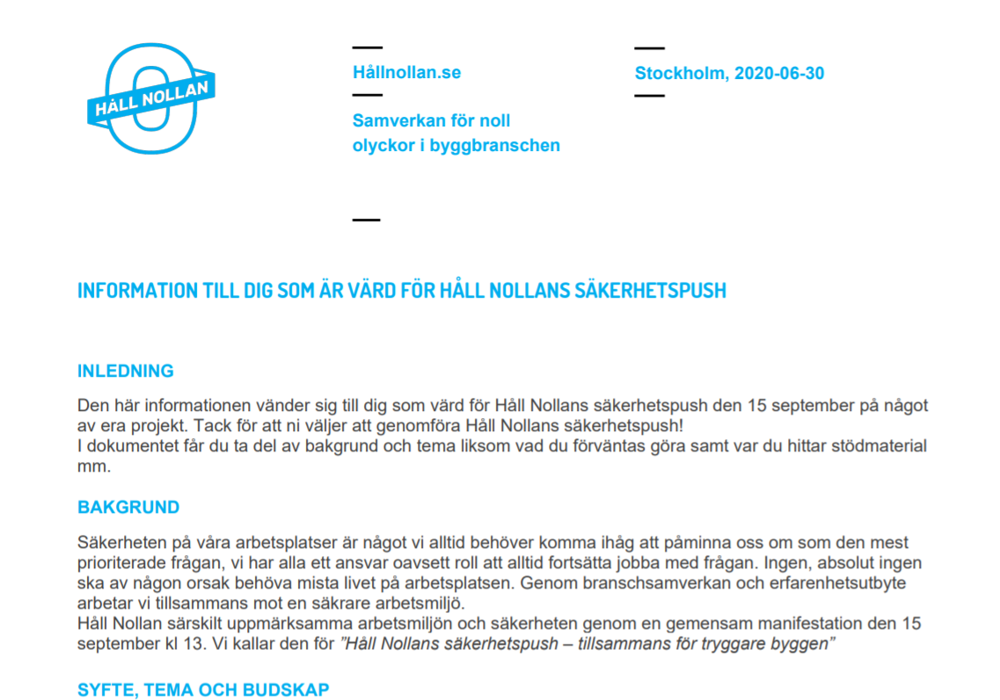 HÅLL NOLLAN
Hållnollan.se
Samverkan för noll
olyckor i byggbranschen
Stockholm, 2020-06-30
INFORMATION TILL DIG SOM ÄR VÄRD FÖR HÅLL NOLLANS SÄKERHETSPUSH
INLEDNING
Den här informationen vänder sig till dig som värd för Håll Nollans säkerhetspush den 15 september på något
av era projekt. Tack för att ni väljer att genomföra Håll Nollans säkerhetspush!
I dokumentet får du ta del av bakgrund och tema liksom vad du förväntas göra samt var du hittar stödmaterial
mm.
BAKGRUND
Säkerheten på våra arbetsplatser är något vi alltid behöver komma ihåg att påminna oss om som den mest
prioriterade frågan, vi har alla ett ansvar oavsett roll att alltid fortsätta jobba med frågan. Ingen, absolut ingen
ska av någon orsak behöva mista livet på arbetsplatsen. Genom branschsamverkan och erfarenhetsutbyte
arbetar vi tillsammans mot en säkrare arbetsmiljö.
Håll Nollan särskilt uppmärksamma arbetsmiljön och säkerheten genom en gemensam manifestation den 15
september kl 13. Vi kallar den för ”Håll Nollans säkerhetspush – tillsammans för tryggare byggen”
SYFTE, TEMA OCH BUDSKAP